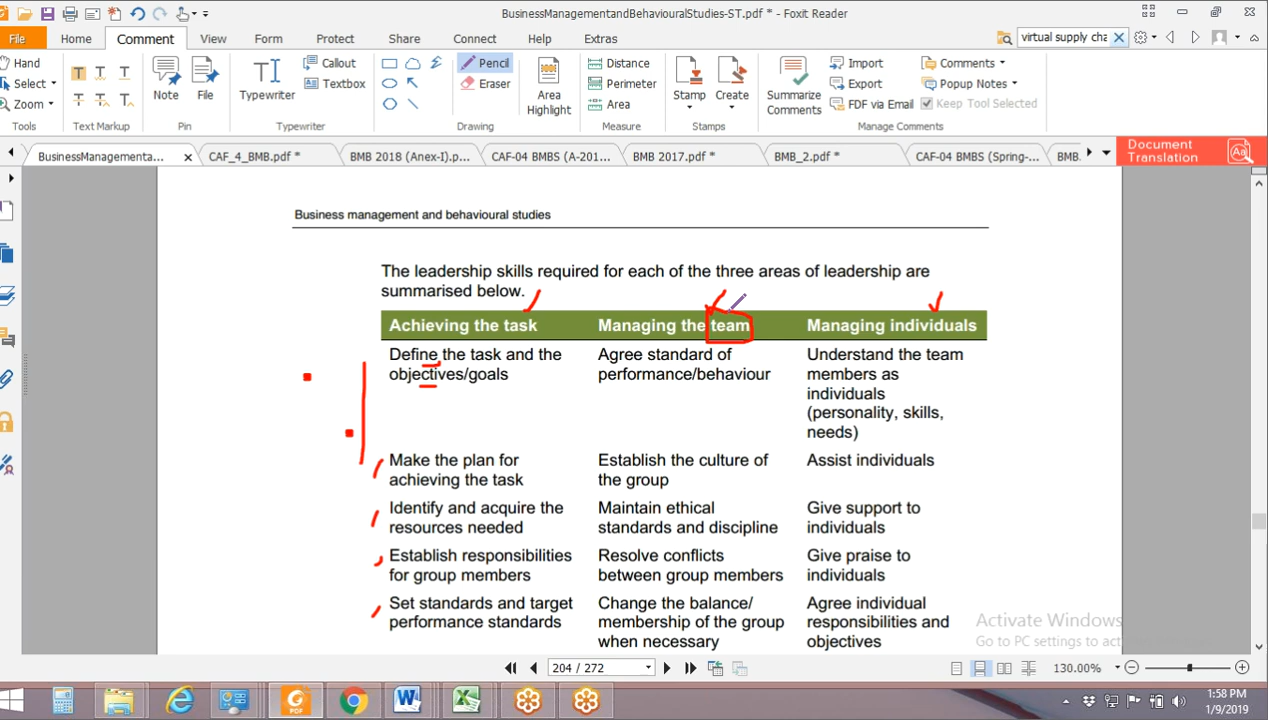 BusinessManagementandBehaviouralStudies-ST.pdf * - Foxit Reader
File Home Comment View Form Protect Share Connect Help Extras
virtual supply cha
Hand
Select
Zoom
Tools
Text Markup
Note
File
Pin
Typewriter
Callout
Textbox
Typewriter
Pencil
Eraser
Area
Highlight
Drawing
Distance
Perimeter
Area
Measure
Stamp
Create
Stamps
Summarize
Comments
Import
Export
FDF via Email
Comments
Popup Notes
Keep Tool Selected
Manage Comments
BusinessManagementa... CAF_4_BMB.pdf * BMB 2018 (Anex-I).p... CAF-04 BMBS (A-201... BMB 2017.pdf * BMB_2.pdf * CAF-04 BMBS (Spring-... BMB.
Document
Translation
Business management and behavioural studies
The leadership skills required for each of the three areas of leadership are
summarised below.
Achieving the task Managing the team Managing individuals
Define the task and the
objectives/goals
Agree standard of
performance/behaviour
Understand the team
members as
individuals
(personality, skills,
needs)
Make the plan for
achieving the task
Establish the culture of
the group
Assist individuals
Identify and acquire the
resources needed
Maintain ethical
standards and discipline
Give support to
individuals
Establish responsibilities
for group members
Resolve conflicts
between group members
Give praise to
individuals
Set standards and target
performance standards
Change the balance/
membership of the group
when necessary
Agree individual
responsibilities and
objectives
Activate Windows
Go to PC settings to act
204 / 272
130.00%
1:58 PM
1/9/2019